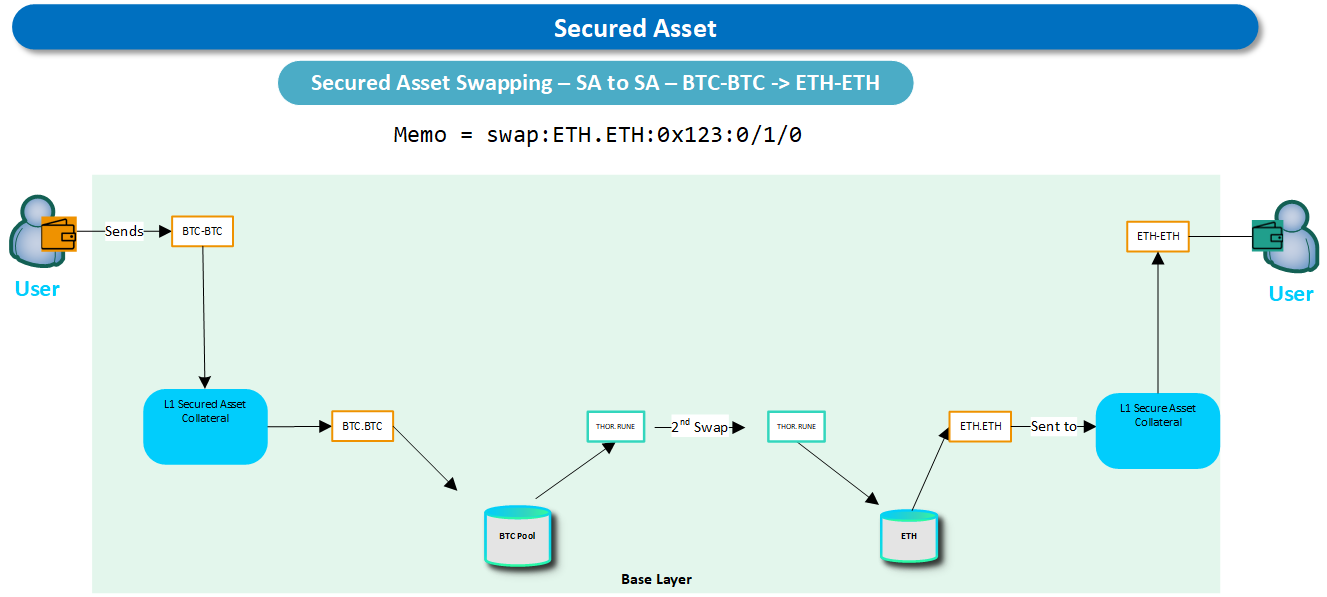 Secured Asset
Secured Asset Swapping – SA to SA – BTC-BTC -> ETH-ETH
Memo = swap:ETH.ETH:0x123:0/1/0
Sends
BTC-BTC
User
ETH-ETH
User
L1 Secured Asset
Collateral
BTC.BTC
THOR.RUNE
2nd Swap
THOR.RUNE
ETH.ETH
Sent to
L1 Secure Asset
Collateral
BTC Pool
ETH
Base Layer